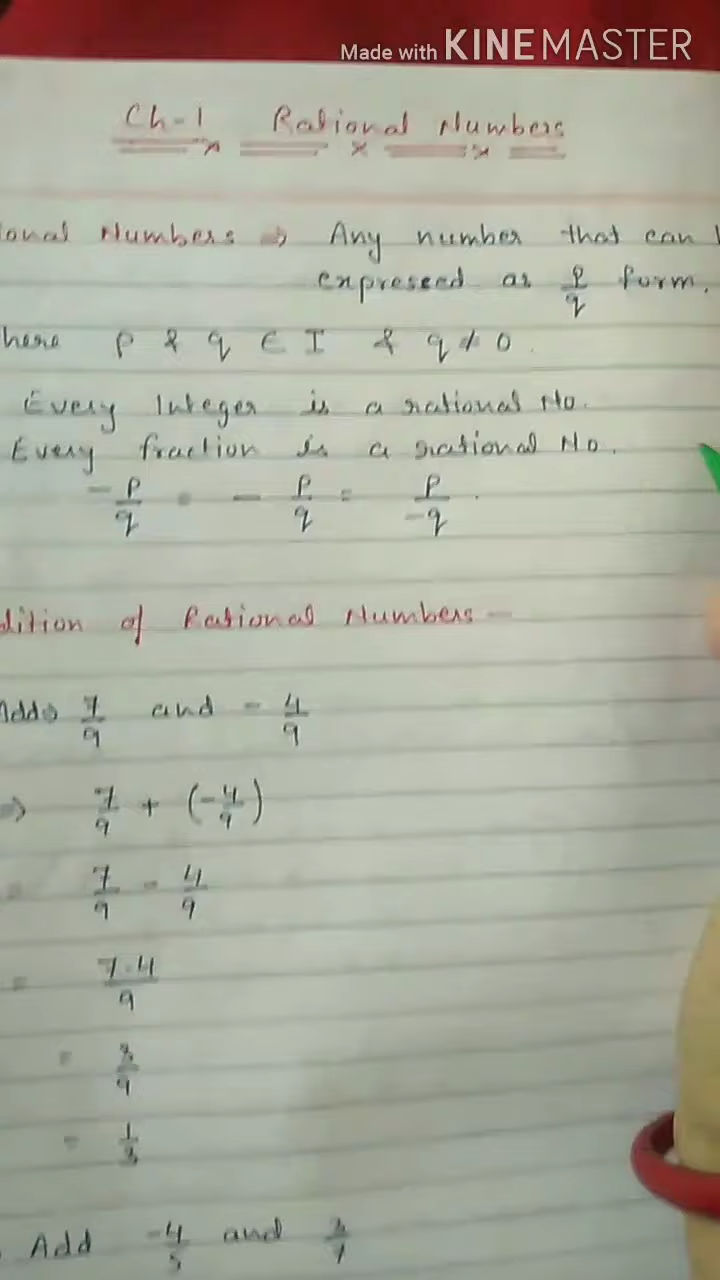 Made with KINEMASTER
Ch-1 Rational Numbers
ional Numbers ⇒ Any number that can b
expressed as p/q form.
here p & q ∈ I & q ≠ 0.
Every Integer is a rational No.
Every fraction is a rational No.
-p/q = - p/q = p/-q.
dition of Rational Numbers -
Add 7/9 and - 4/9
⇒ 7/9 + (-4/9)
= 7/9 - 4/9
= 7-4/9
= 3/9
= 1/3
Add -4/5 and